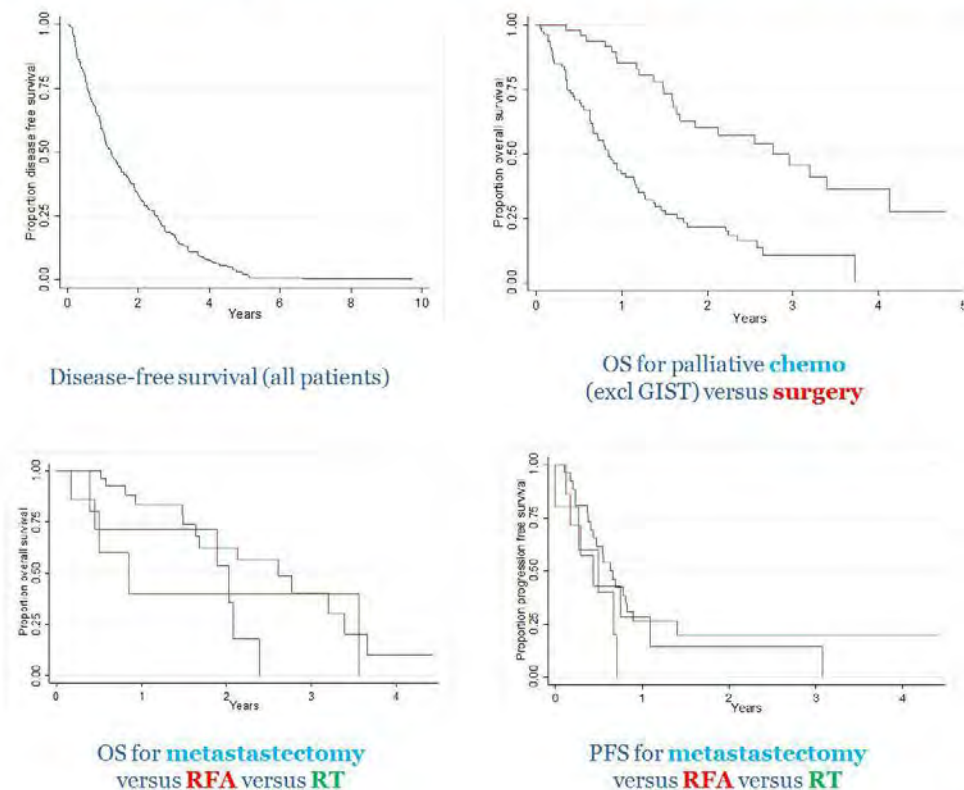 1.00
0.75
0.50
0.25
0.00
Proportion disease free survival
0 2 4 6 8 10
Years
Disease-free survival (all patients)
1.00
0.75
0.50
0.25
0.00
Proportion overall survival
0 1 2 3 4 5
Years
OS for palliative chemo
(excl GIST) versus surgery
1.00
0.75
0.50
0.25
0.00
Proportion overall survival
0 1 2 3 4
Years
OS for metastastectomy
versus RFA versus RT
1.00
0.75
0.50
0.25
0.00
Proportion progression free survival
0 1 2 3 4
Years
PFS for metastastectomy
versus RFA versus RT